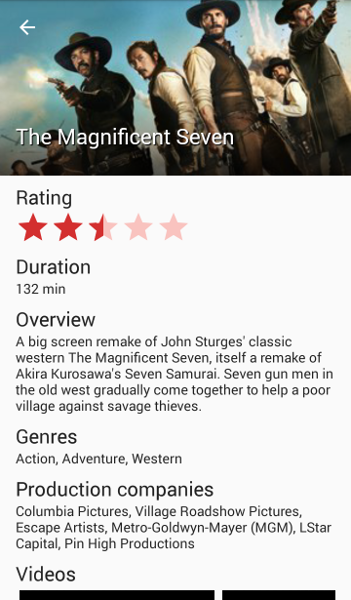 The Magnificent Seven
Rating
Duration
132 min
Overview
A big screen remake of John Sturges' classic
western The Magnificent Seven, itself a remake of
Akira Kurosawa's Seven Samurai. Seven gun men in
the old west gradually come together to help a poor
village against savage thieves.
Genres
Action, Adventure, Western
Production companies
Columbia Pictures, Village Roadshow Pictures,
Escape Artists, Metro-Goldwyn-Mayer (MGM), LStar
Capital, Pin High Productions
Videos